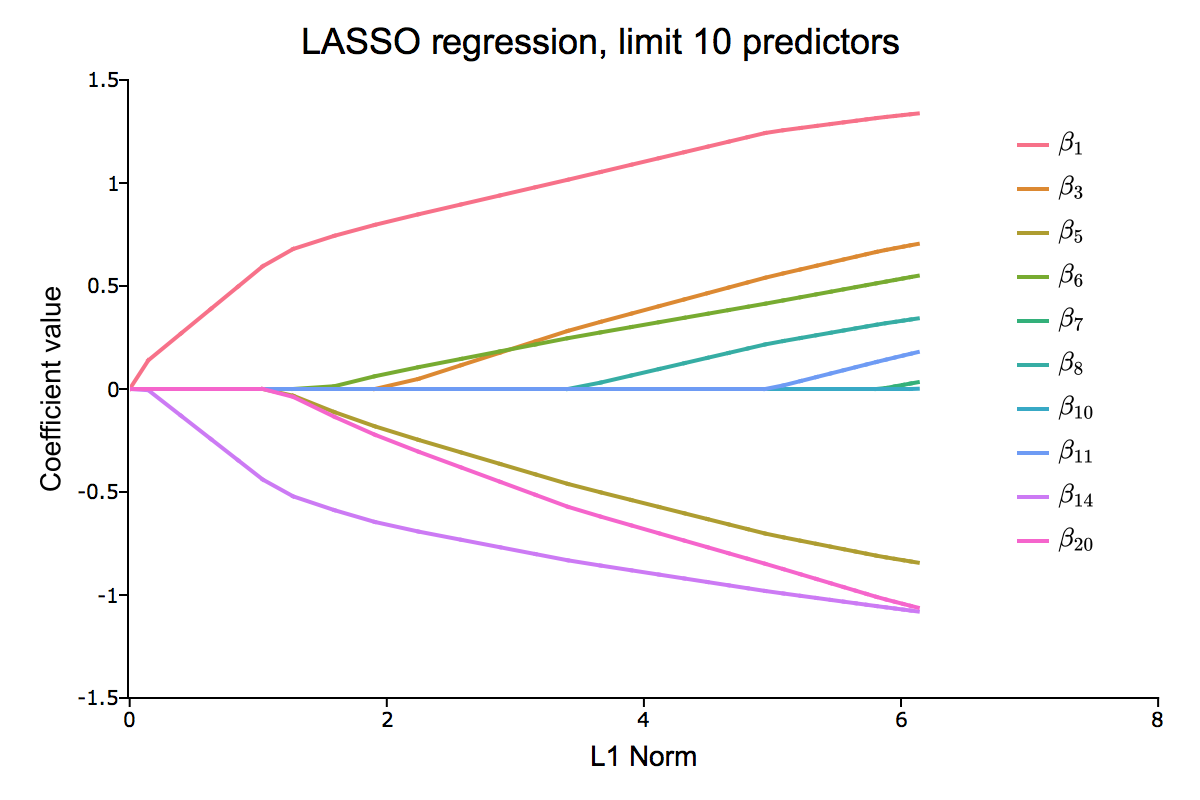 LASSO regression, limit 10 predictors
1.5
1
0.5
0
-0.5
-1
-1.5
Coefficient value
0 2 4 6 8
L1 Norm
β₁
β₃
β₅
β₆
β₇
β₈
β₁₀
β₁₁
β₁₄
β₂₀